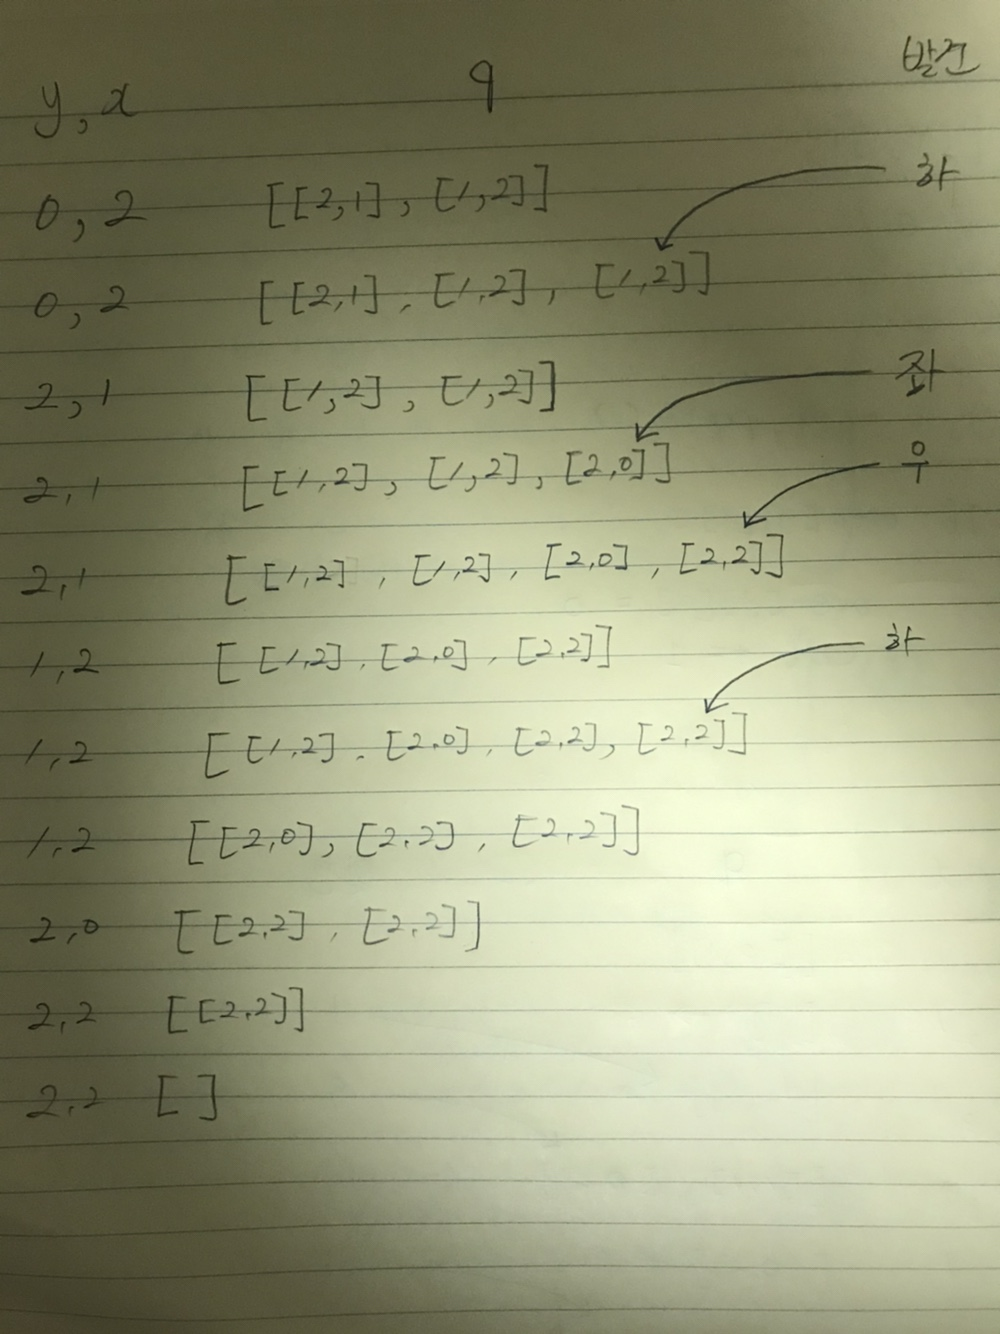 y, x q 발견
0, 2 [[2,1], [1,2]] 하
0, 2 [[2,1], [1,2], [1,2]]
2, 1 [[1,2], [1,2]] 좌
2, 1 [[1,2], [1,2], [2,0]] 우
2, 1 [[1,2], [1,2], [2,0], [2,2]]
1, 2 [[1,2], [2,0], [2,2]] 하
1, 2 [[1,2], [2,0], [2,2], [2,2]]
1, 2 [[2,0], [2,2], [2,2]]
2, 0 [[2,2], [2,2]]
2, 2 [[2,2]]
2, 2 [ ]